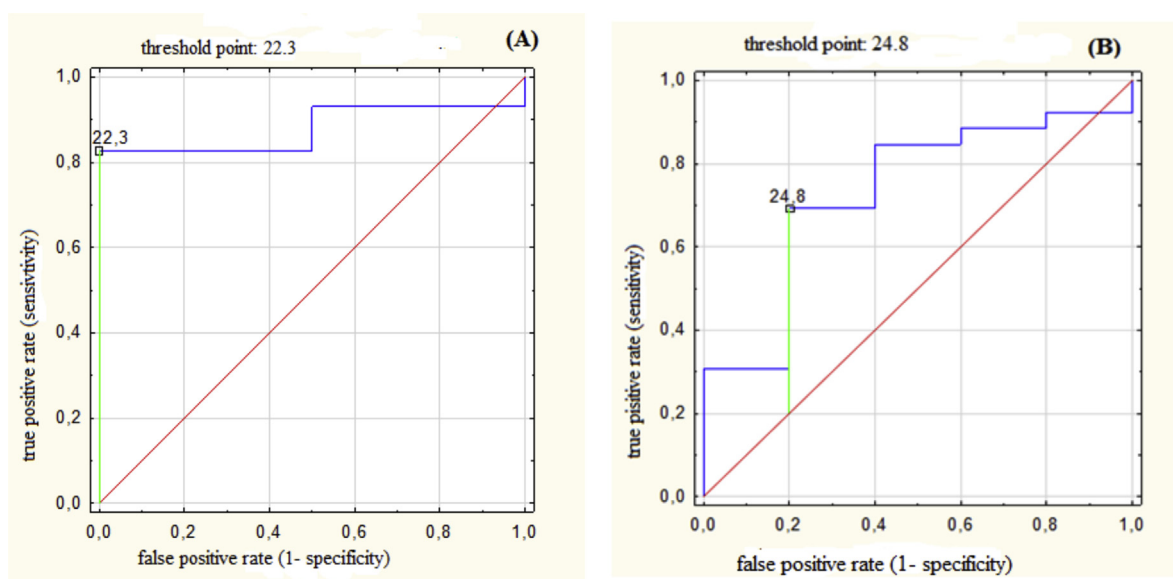 threshold point: 22.3
(A)
true positive rate (sensivtivity)
1,0
0,8
0,6
0,4
0,2
0,0
22,3
0,0 0,2 0,4 0,6 0,8 1,0
false positive rate (1- specificity)
threshold point: 24.8
(B)
true pisitive rate (sensitivity)
1,0
0,8
0,6
0,4
0,2
0,0
24,8
0,0 0,2 0,4 0,6 0,8 1,0
false positive rate (1- specificity)